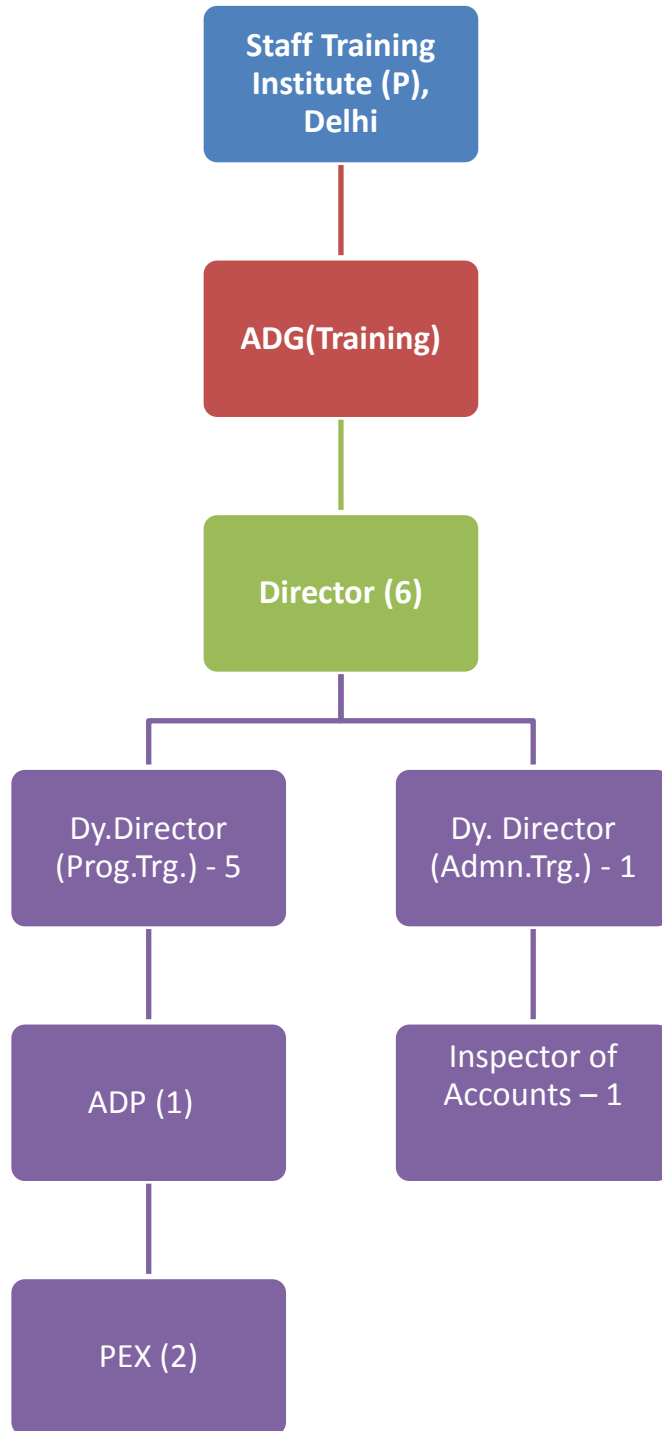 Staff Training
Institute (P),
Delhi
ADG(Training)
Director (6)
Dy.Director
(Prog.Trg.) - 5
Dy. Director
(Admn.Trg.) - 1
ADP (1)
Inspector of
Accounts – 1
PEX (2)